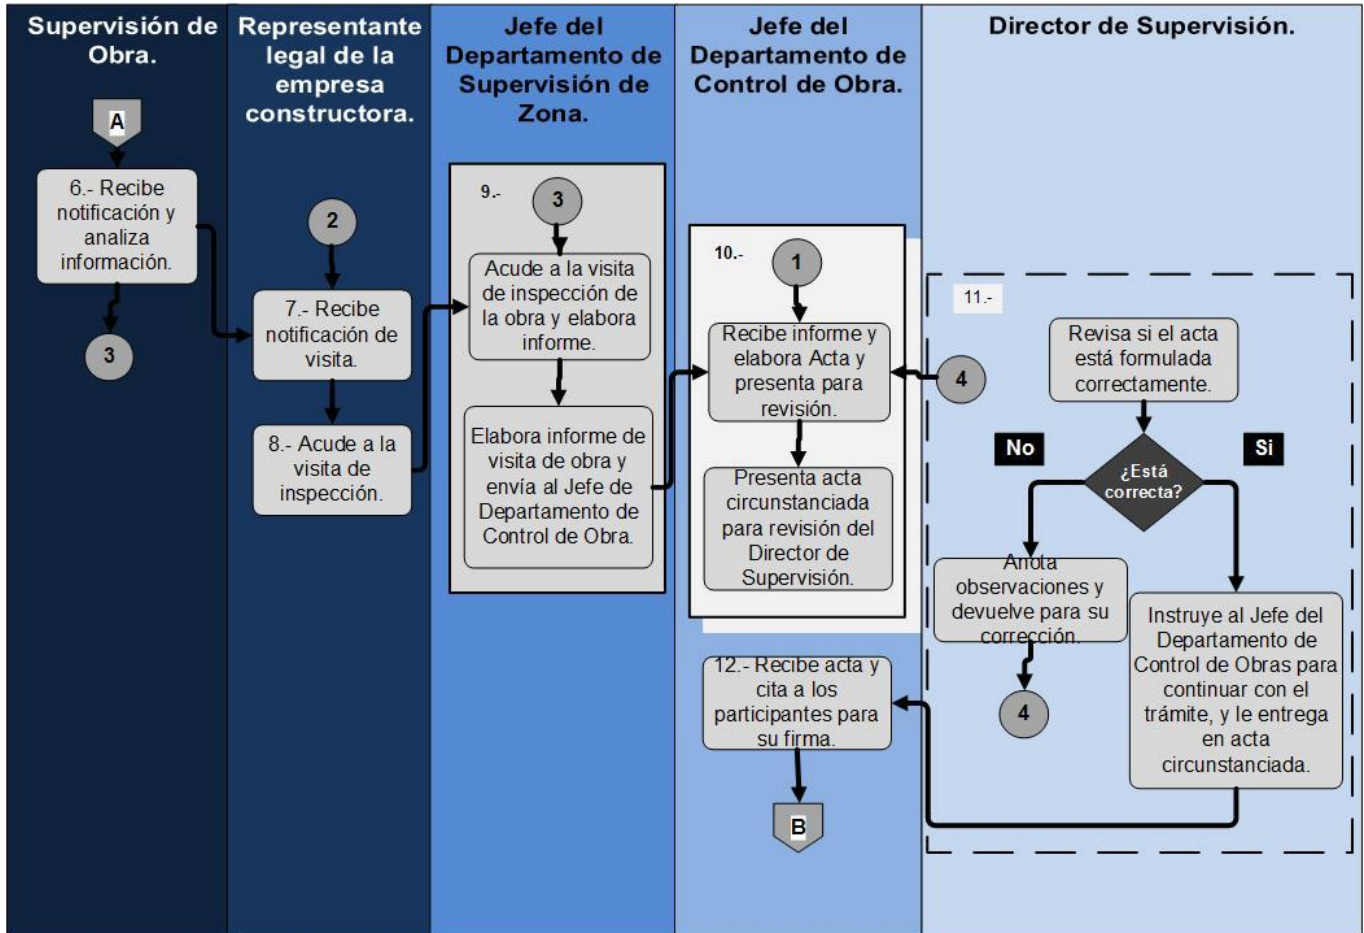 Supervisión de
Obra.
Representante
legal de la
empresa
constructora.
Jefe del
Departamento de
Supervisión de
Zona.
Jefe del
Departamento de
Control de Obra.
Director de Supervisión.
A
6.- Recibe
notificación y
analiza
información.
3
2
7.- Recibe
notificación de
visita.
8.- Acude a la
visita de
inspección.
9.-
3
Acude a la visita
de inspección de
la obra y elabora
informe.
Elabora informe de
visita de obra y
envía al Jefe de
Departamento de
Control de Obra.
10.-
1
Recibe informe y
elabora Acta y
presenta para
revisión.
Presenta acta
circunstanciada
para revisión del
Director de
Supervisión.
11.-
4
Revisa si el acta
está formulada
correctamente.
No
Si
¿Está
correcta?
Anota
observaciones y
devuelve para su
corrección.
4
Instruye al Jefe del
Departamento de
Control de Obras para
continuar con el
trámite, y le entrega
en acta
circunstanciada.
12.- Recibe acta y
cita a los
participantes para
su firma.
B